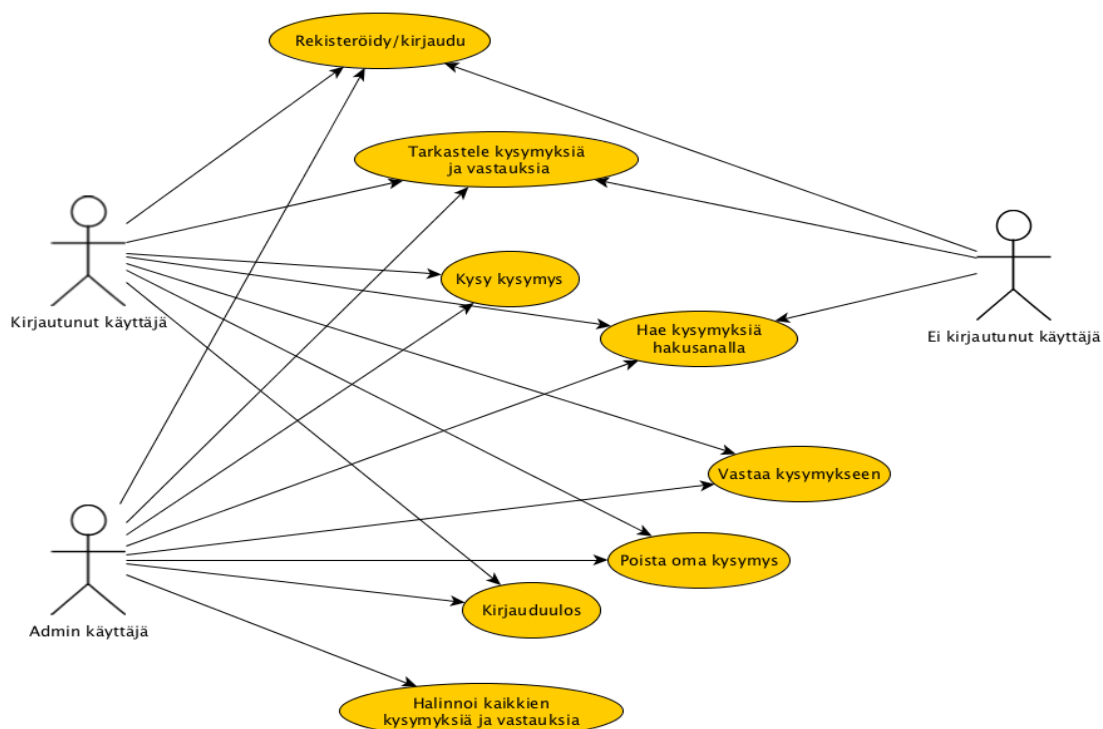 Rekisteröidy/kirjaudu
Tarkastele kysymyksiä
ja vastauksia
Kysy kysymys
Kirjautunut käyttäjä
Hae kysymyksiä
hakusanalla
Ei kirjautunut käyttäjä
Vastaa kysymykseen
Poista oma kysymys
Kirjauduulos
Admin käyttäjä
Halinnoi kaikkien
kysymyksiä ja vastauksia